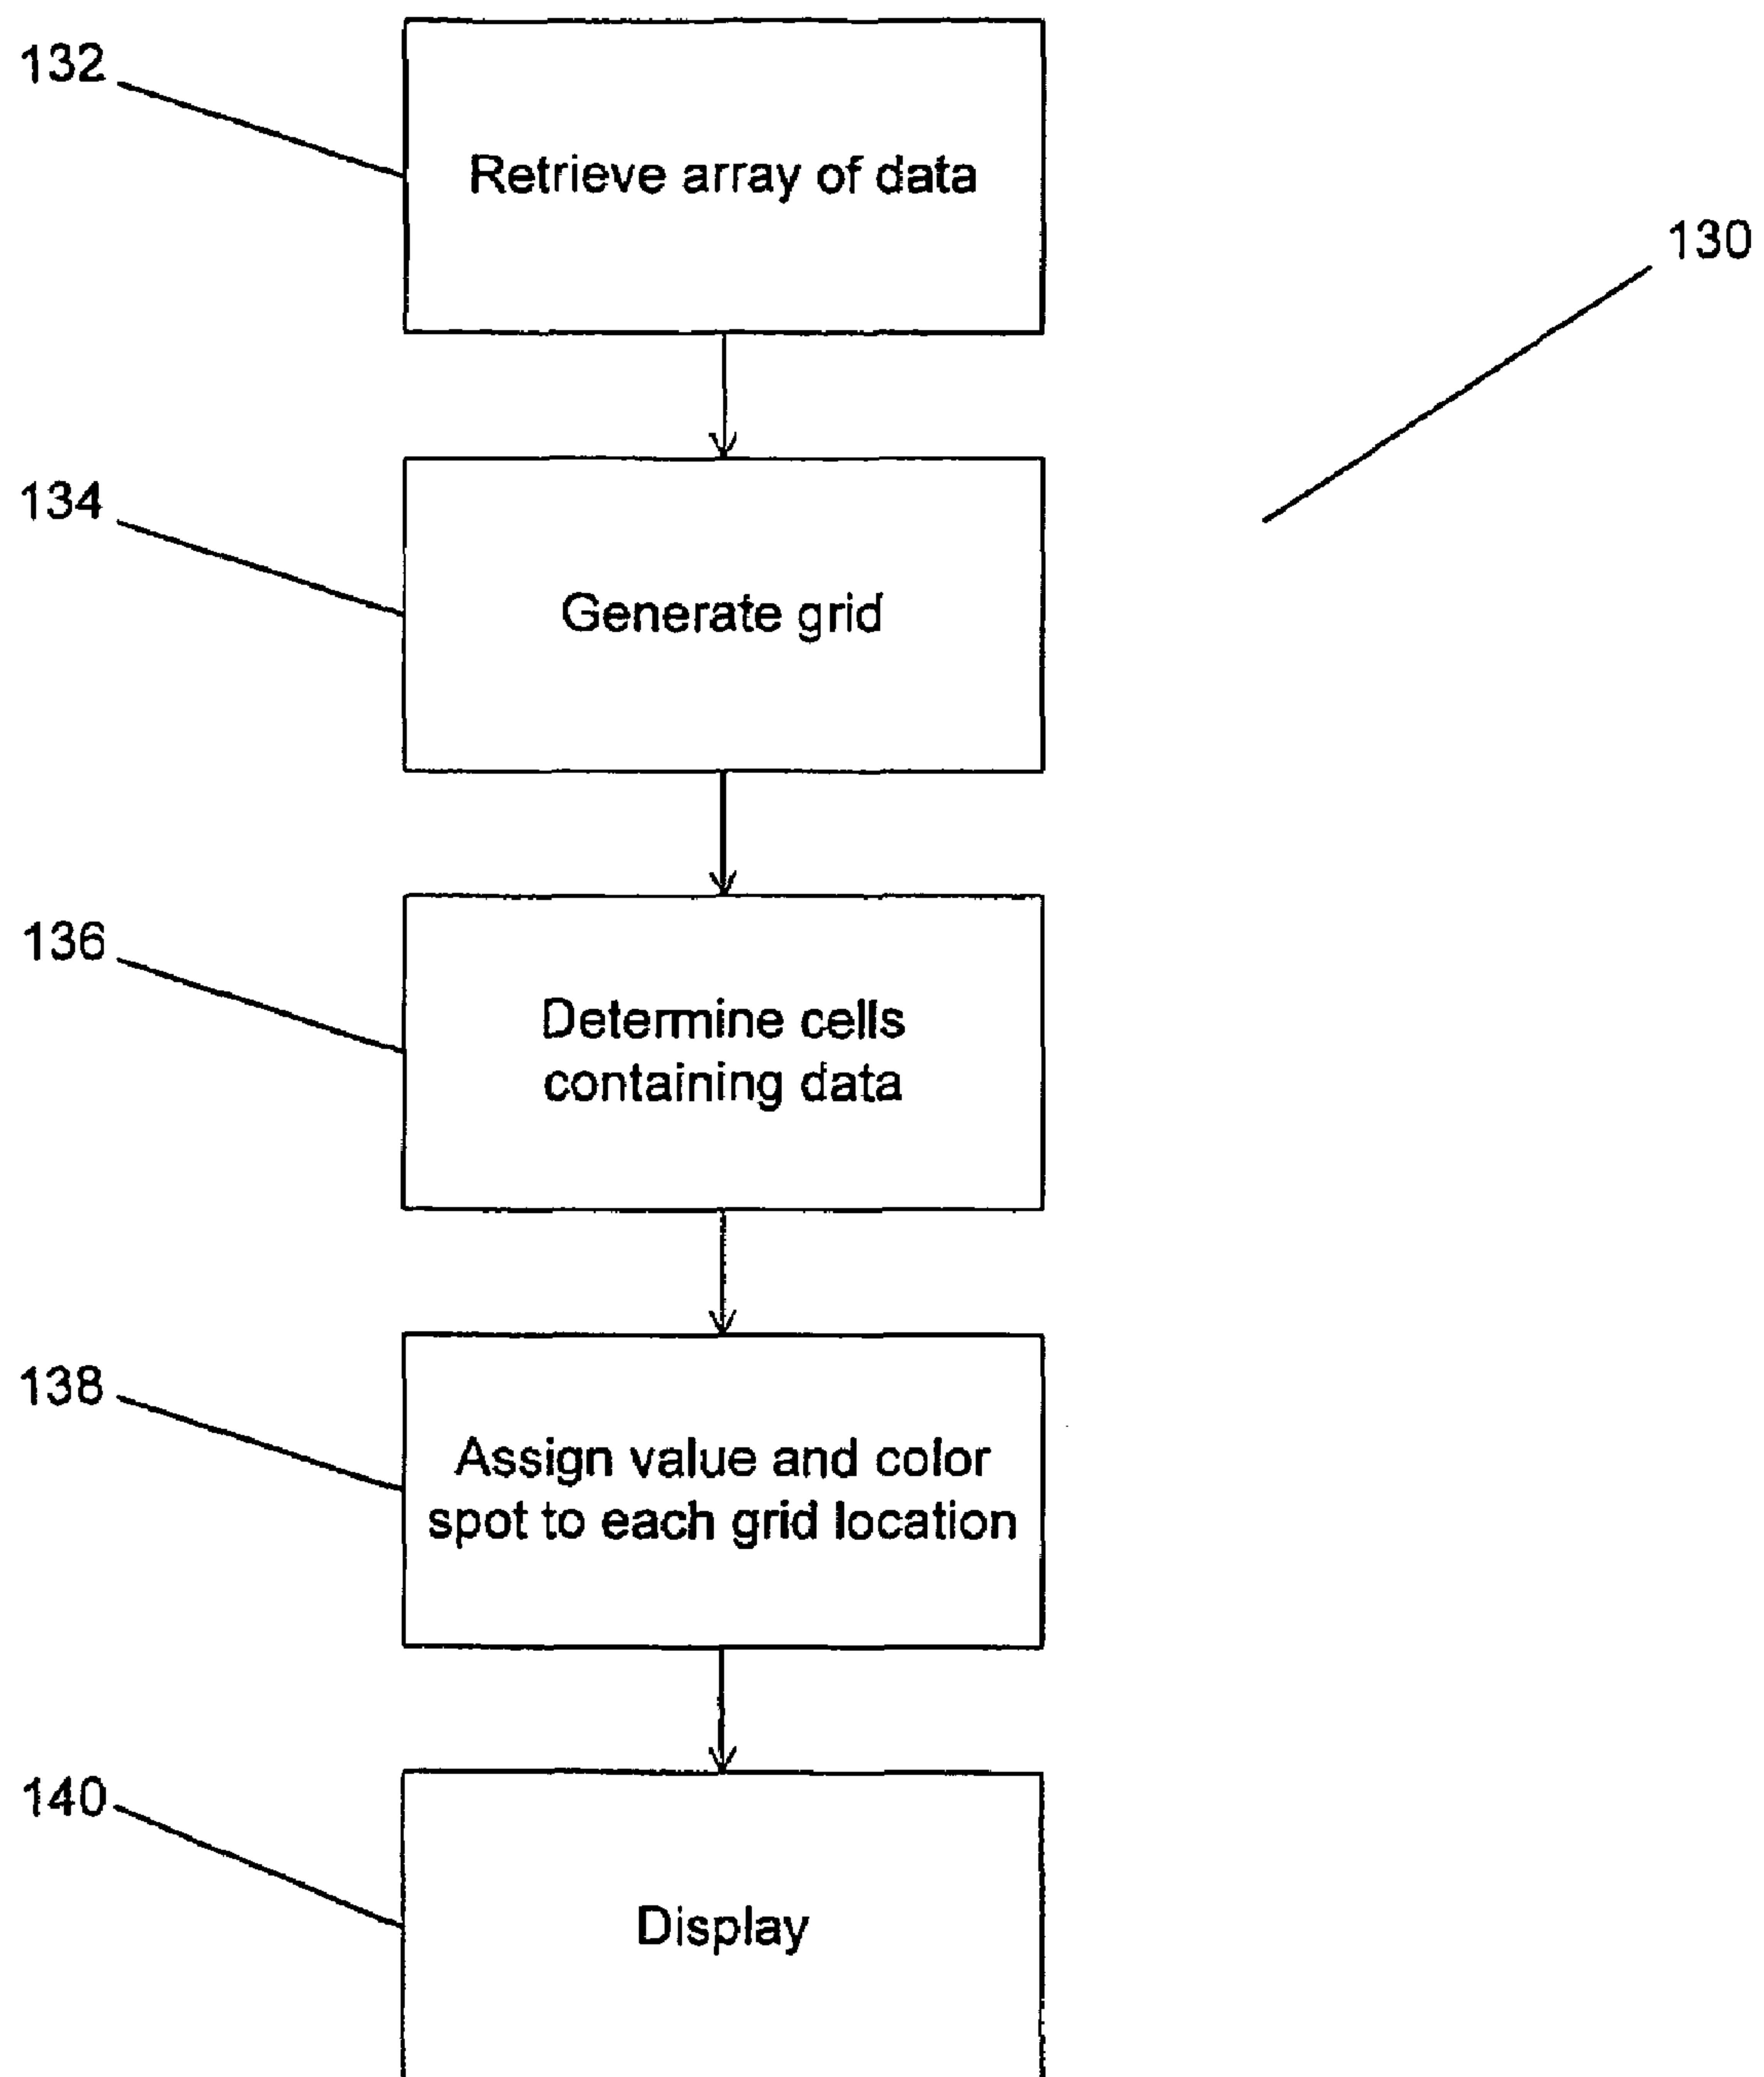 132
Retrieve array of data
130
134
Generate grid
136
Determine cells
containing data
138
Assign value and color
spot to each grid location
140
Display